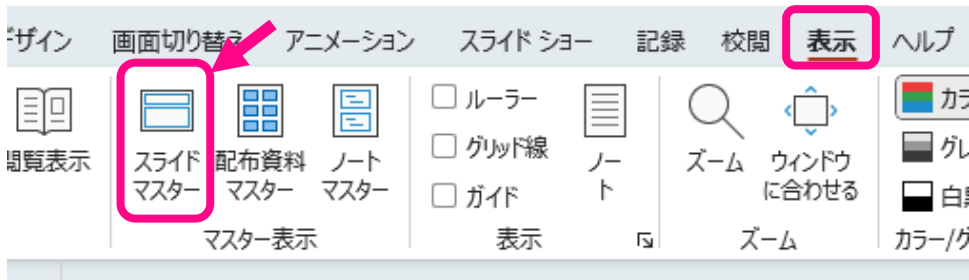 デザイン 画面切り替え アニメーション スライド ショー 記録 校閲 表示 ヘルプ
閲覧表示
スライド
マスター
配布資料
マスター
ノート
マスター
マスター表示
ルーラー
グリッド線
ガイド
ノー
ト
表示
ズーム
ウィンドウ
に合わせる
ズーム
カラ
グレ
白黒
カラー/グ